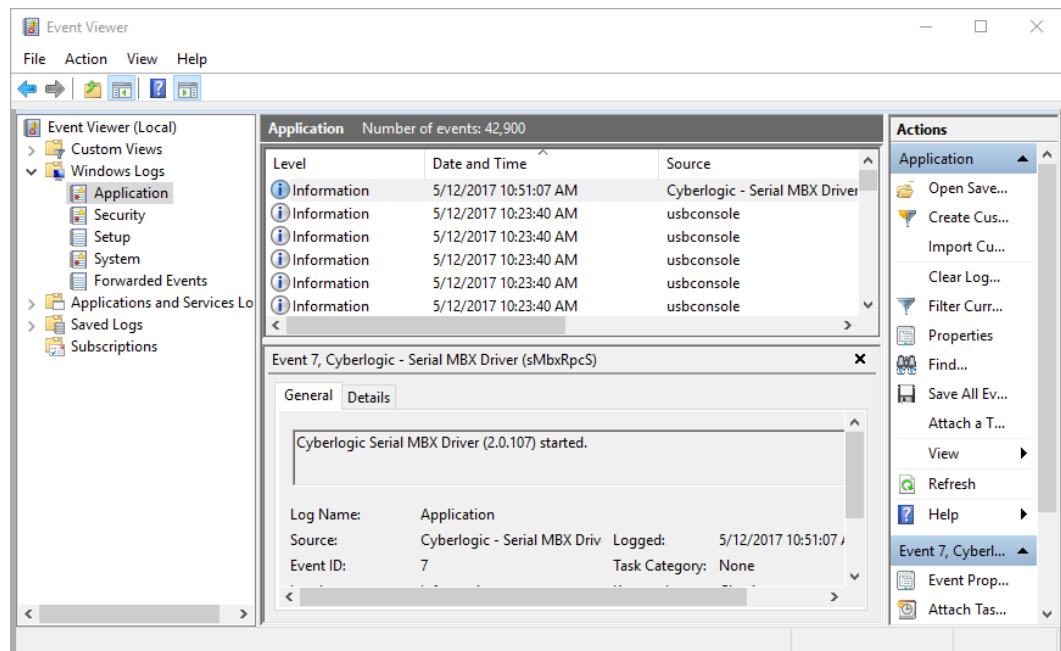 Event Viewer
File Action View Help
Event Viewer (Local)
Custom Views
Windows Logs
Application
Security
Setup
System
Forwarded Events
Applications and Services Lo
Saved Logs
Subscriptions
Application Number of events: 42,900
Level Date and Time Source
Information 5/12/2017 10:51:07 AM Cyberlogic - Serial MBX Driver
Information 5/12/2017 10:23:40 AM usbconsole
Information 5/12/2017 10:23:40 AM usbconsole
Information 5/12/2017 10:23:40 AM usbconsole
Information 5/12/2017 10:23:40 AM usbconsole
Information 5/12/2017 10:23:40 AM usbconsole
Event 7, Cyberlogic - Serial MBX Driver (sMbxRpcS)
General Details
Cyberlogic Serial MBX Driver (2.0.107) started.
Log Name: Application
Source: Cyberlogic - Serial MBX Driv Logged: 5/12/2017 10:51:07
Event ID: 7 Task Category: None
Actions
Application
Open Save...
Create Cus...
Import Cu...
Clear Log...
Filter Curr...
Properties
Find...
Save All Ev...
Attach a T...
View
Refresh
Help
Event 7, Cyberl...
Event Prop...
Attach Tas...